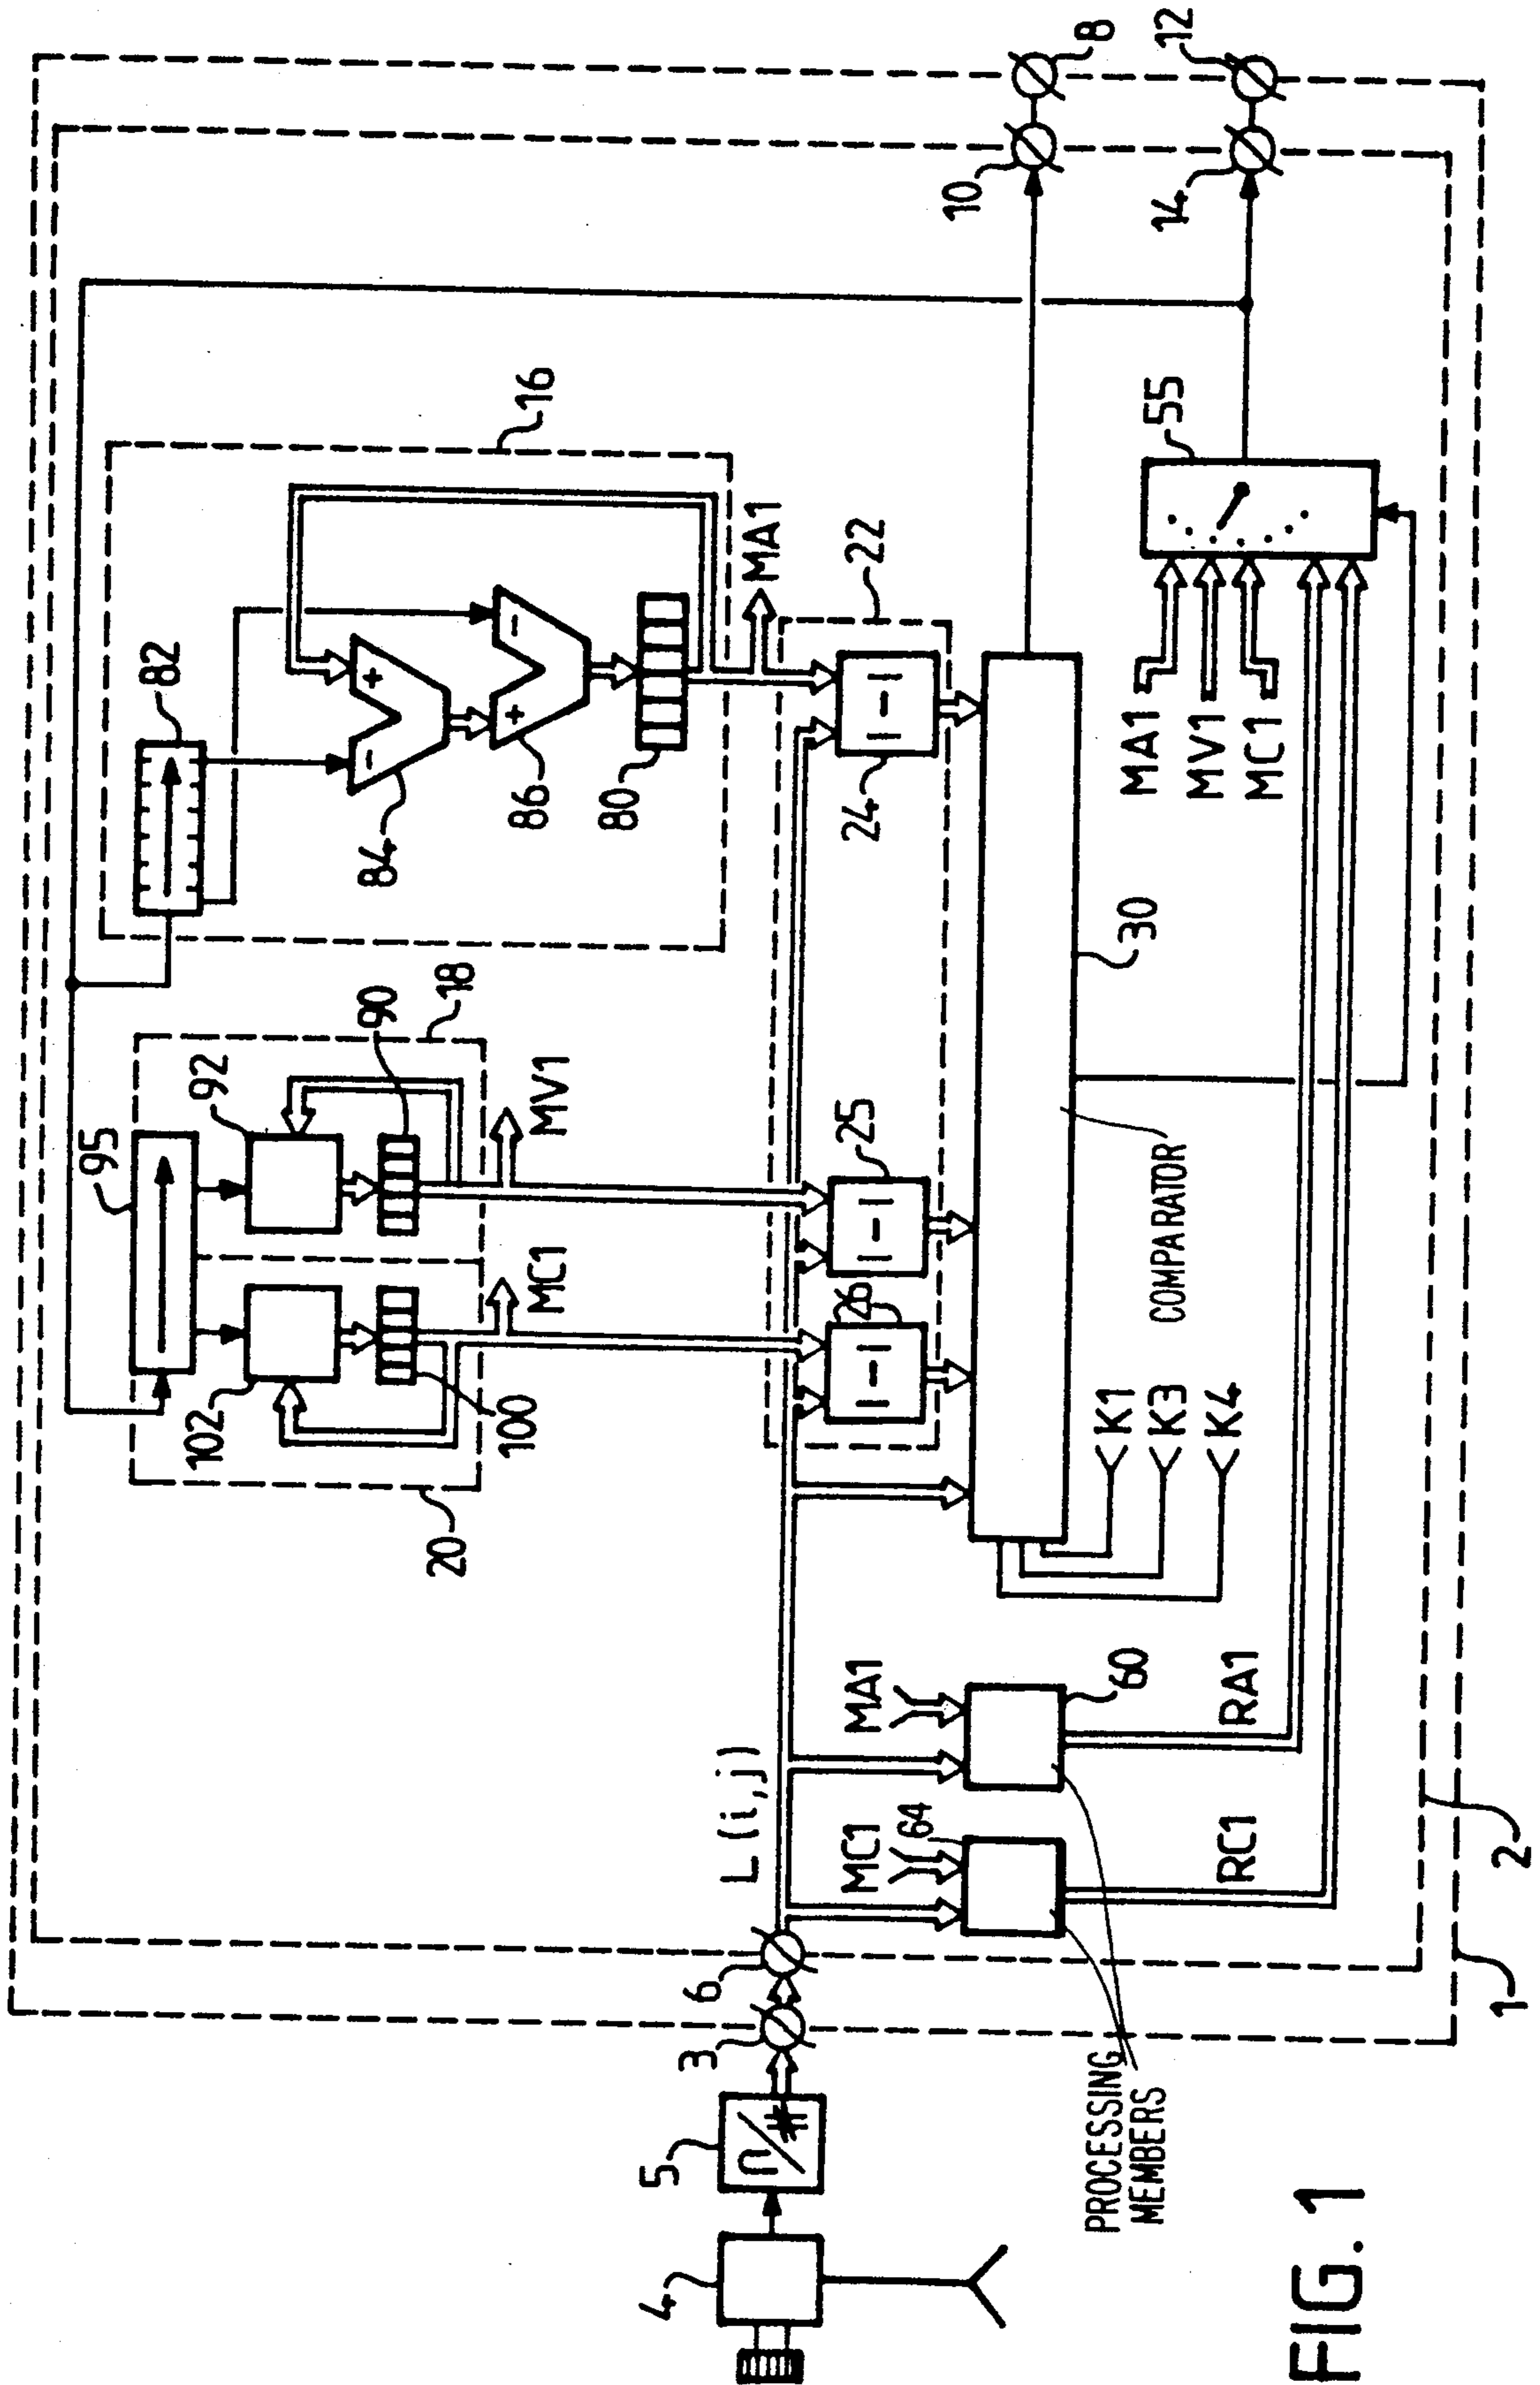 95
92
90
18
MV1
102
100
MC1
20
82
84
86
80
16
MA1
22
24
25
26
+
-
+
-
|-|
|-|
|-|
30
COMPARATOR
K1
K3
K4
10
8
14
12
55
MA1
MV1
MC1
L(i,j)
MA1
60
RA1
MC1
64
RC1
PROCESSING
MEMBERS
4
5
3
6
1
2
FIG. 1